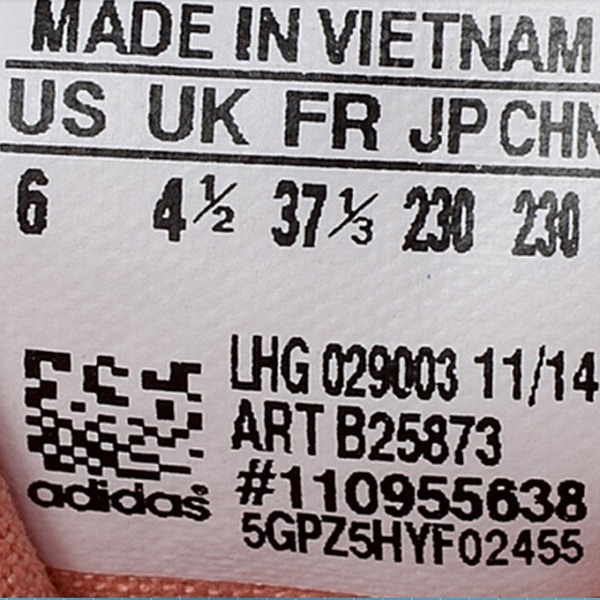 MADE IN VIETNAM
US UK FR JP CHN
6 4½ 37⅓ 230 230
LHG 029003 11/14
ART B25873
#110955638
adidas®
5GPZ5HYF02455